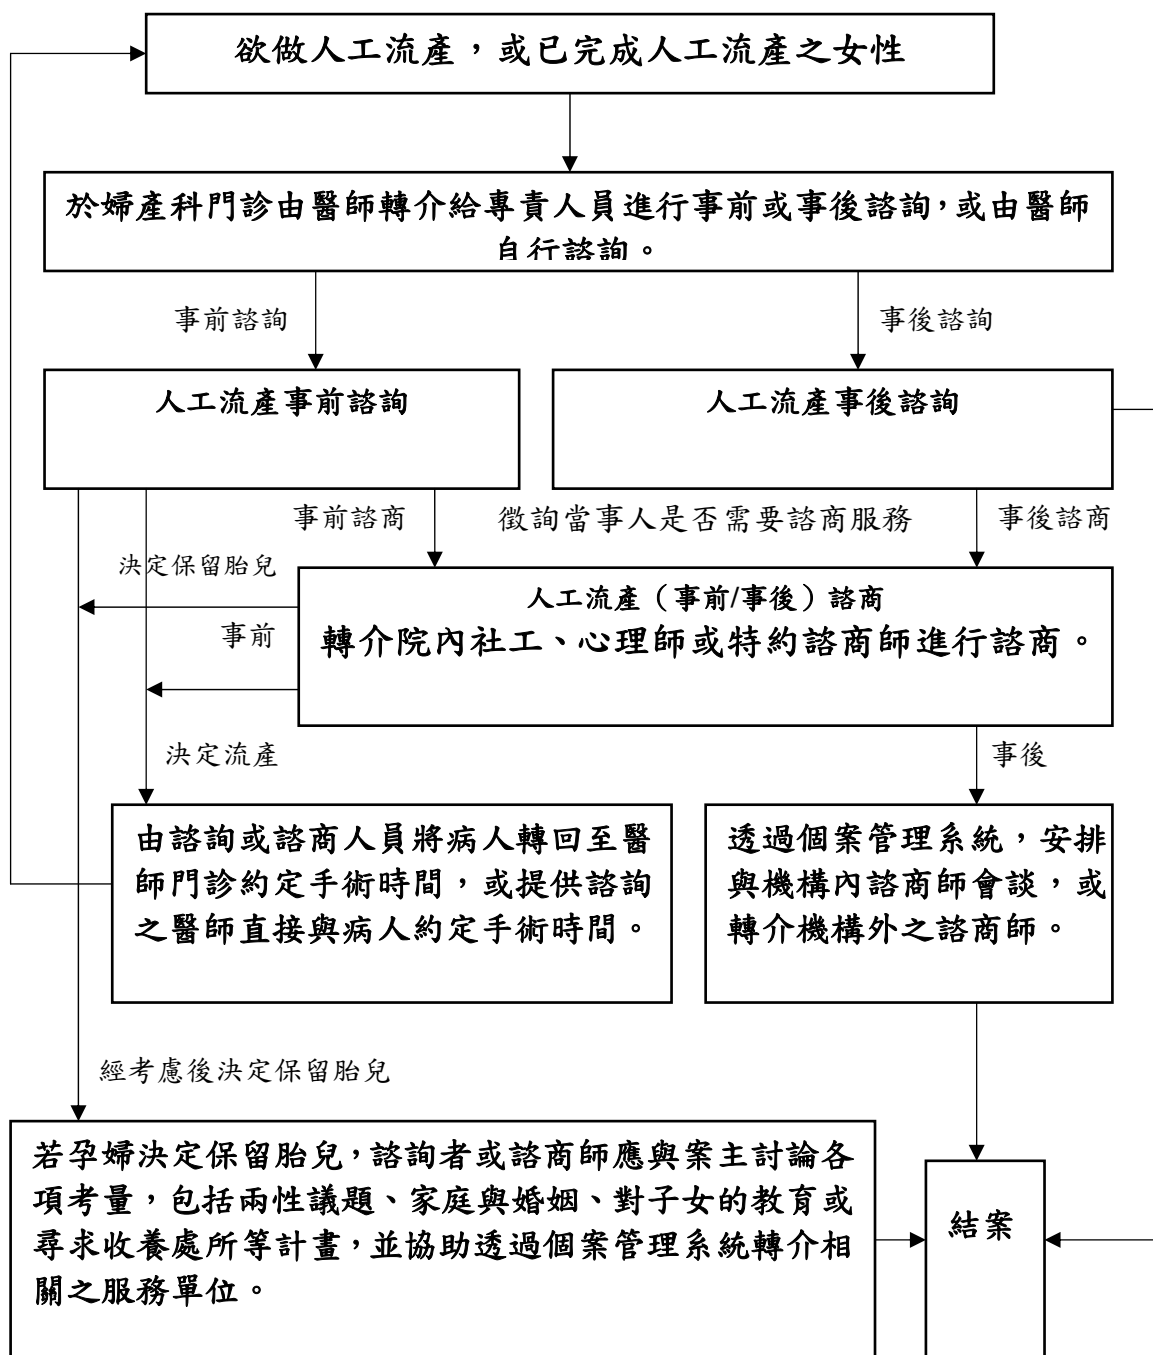 欲做人工流產，或已完成人工流產之女性
於婦產科門診由醫師轉介給專責人員進行事前或事後諮詢，或由醫師
自行諮詢。
事前諮詢
事後諮詢
人工流產事前諮詢
人工流產事後諮詢
事前諮商
徵詢當事人是否需要諮商服務
事後諮商
決定保留胎兒
人工流產（事前/事後）諮商
轉介院內社工、心理師或特約諮商師進行諮商。
事前
決定流產
事後
由諮詢或諮商人員將病人轉回至醫
師門診約定手術時間，或提供諮詢
之醫師直接與病人約定手術時間。
透過個案管理系統，安排
與機構內諮商師會談，或
轉介機構外之諮商師。
經考慮後決定保留胎兒
若孕婦決定保留胎兒，諮詢者或諮商師應與案主討論各
項考量，包括兩性議題、家庭與婚姻、對子女的教育或
尋求收養處所等計畫，並協助透過個案管理系統轉介相
關之服務單位。
結案